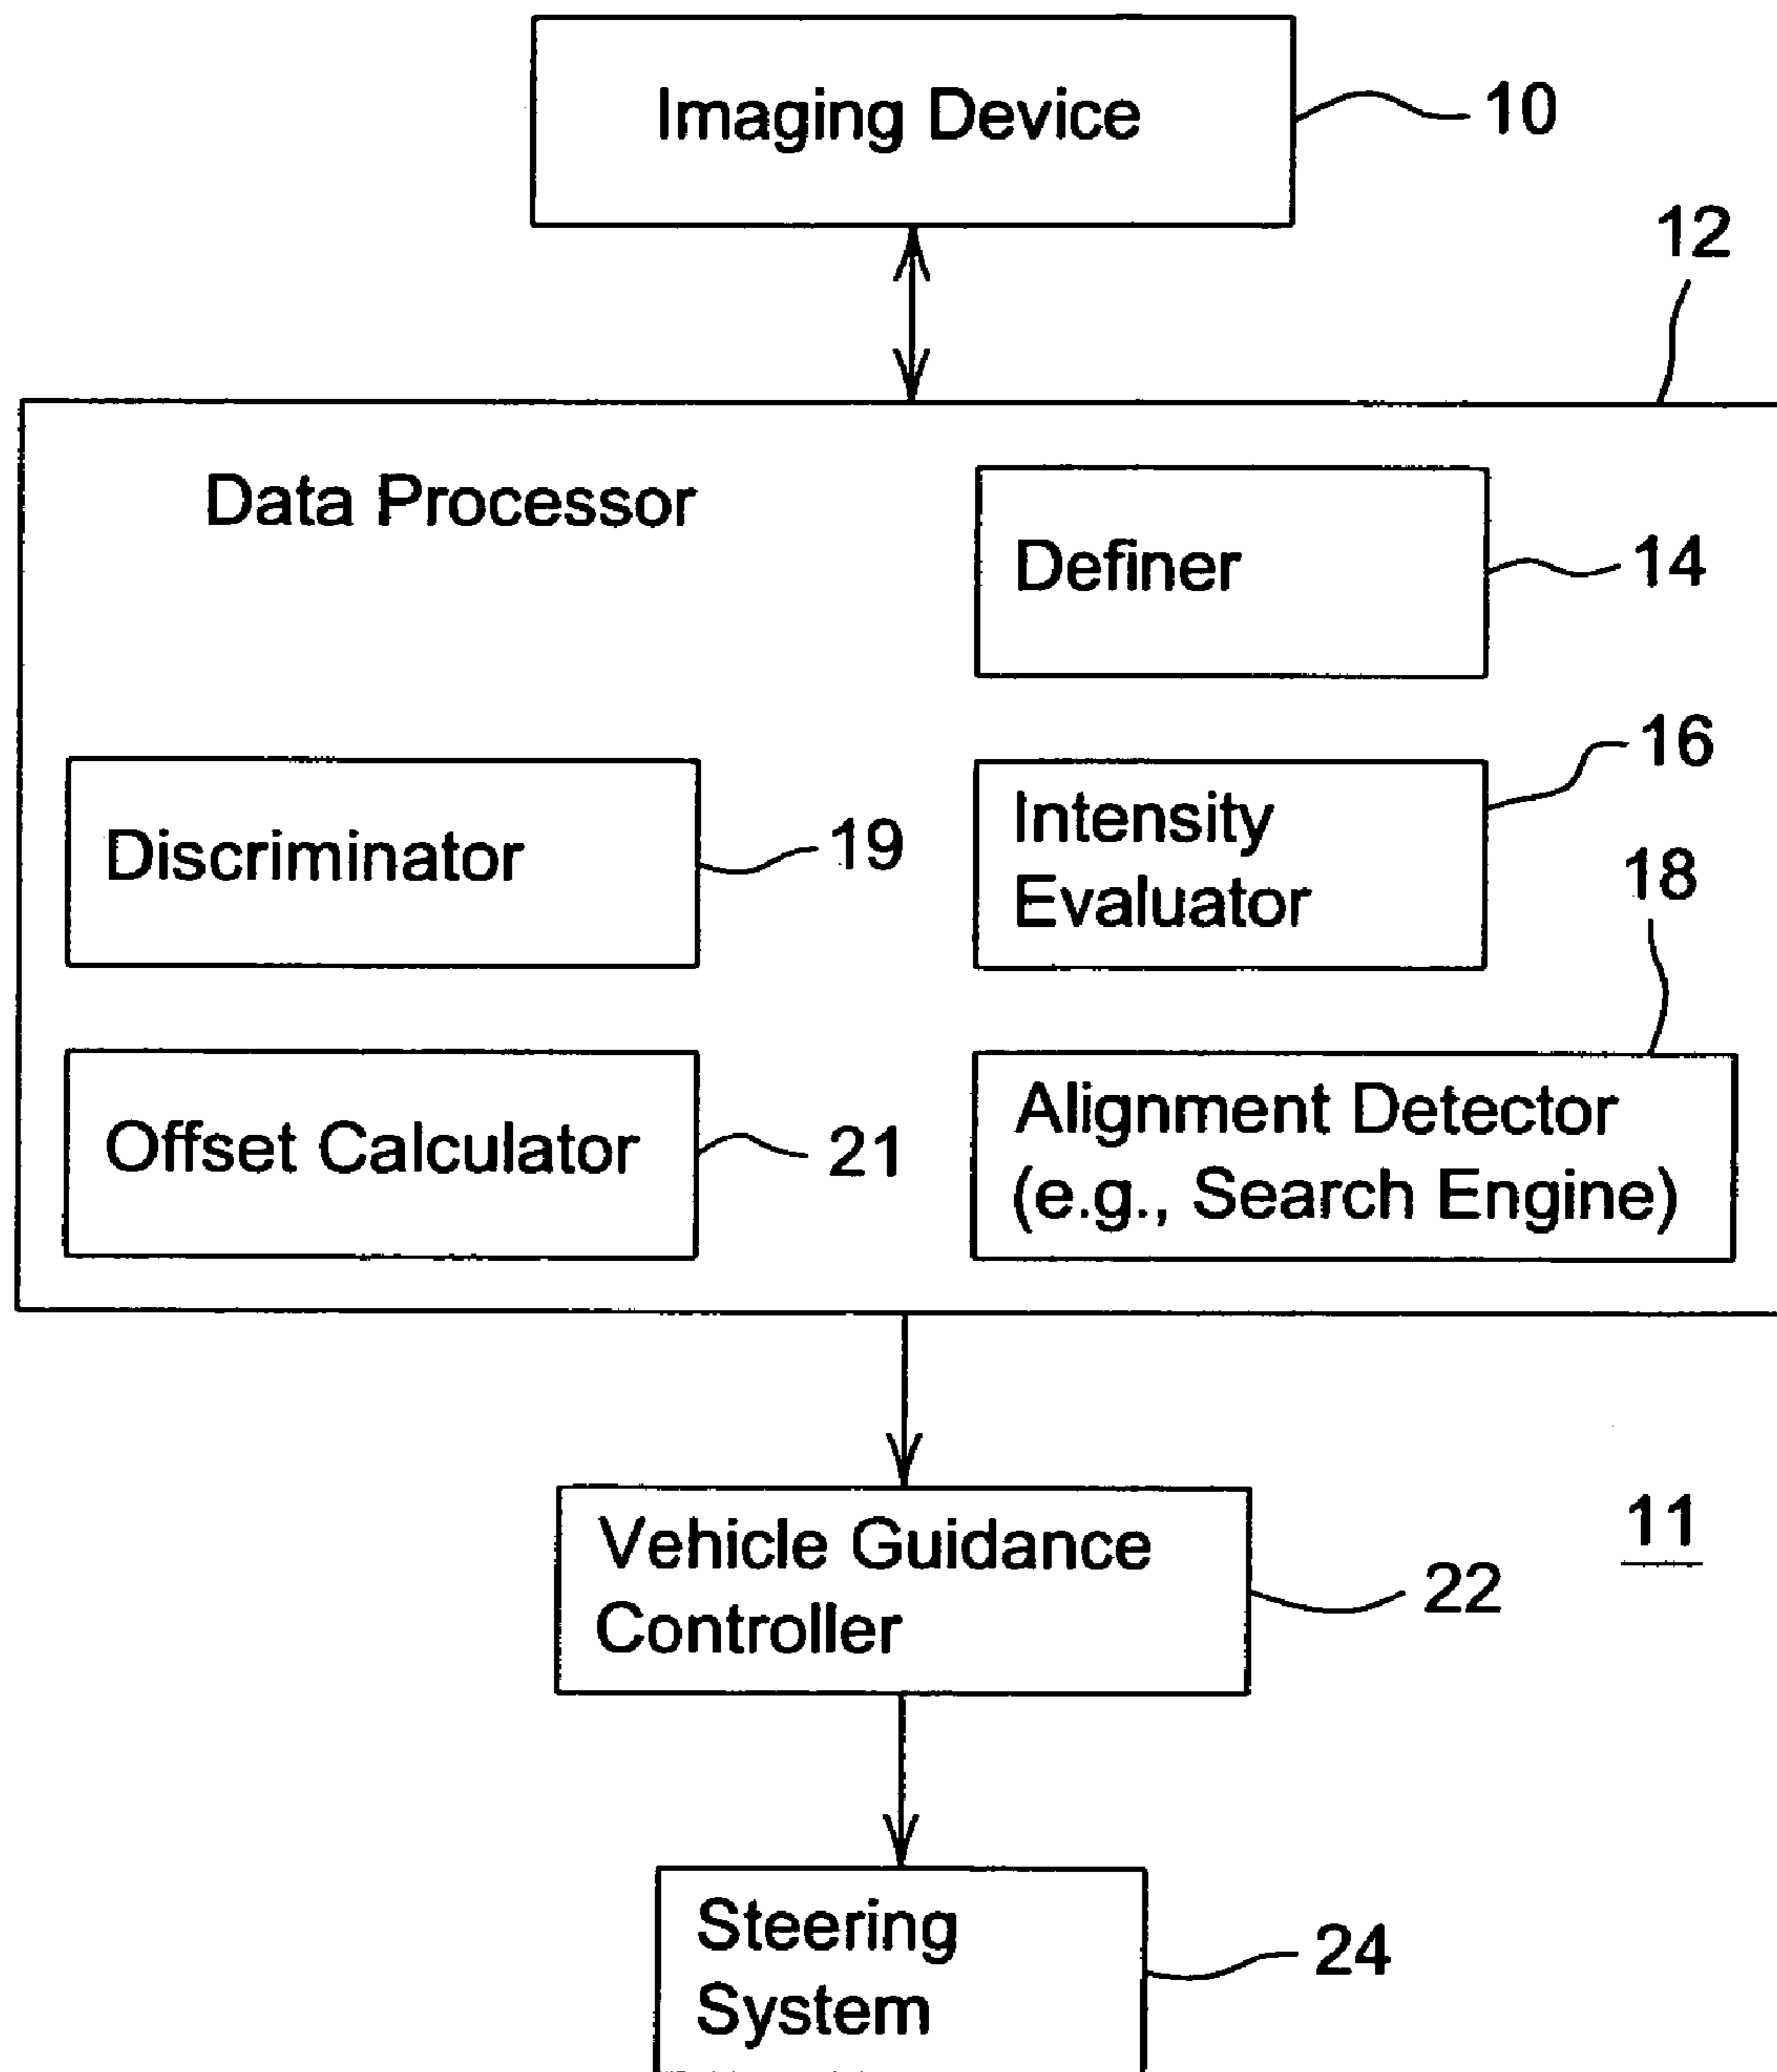 Imaging Device
10
12
Data Processor
Definer
14
16
Discriminator
19
Intensity
Evaluator
18
Offset Calculator
21
Alignment Detector
(e.g., Search Engine)
Vehicle Guidance
Controller
22
11
Steering
System
24